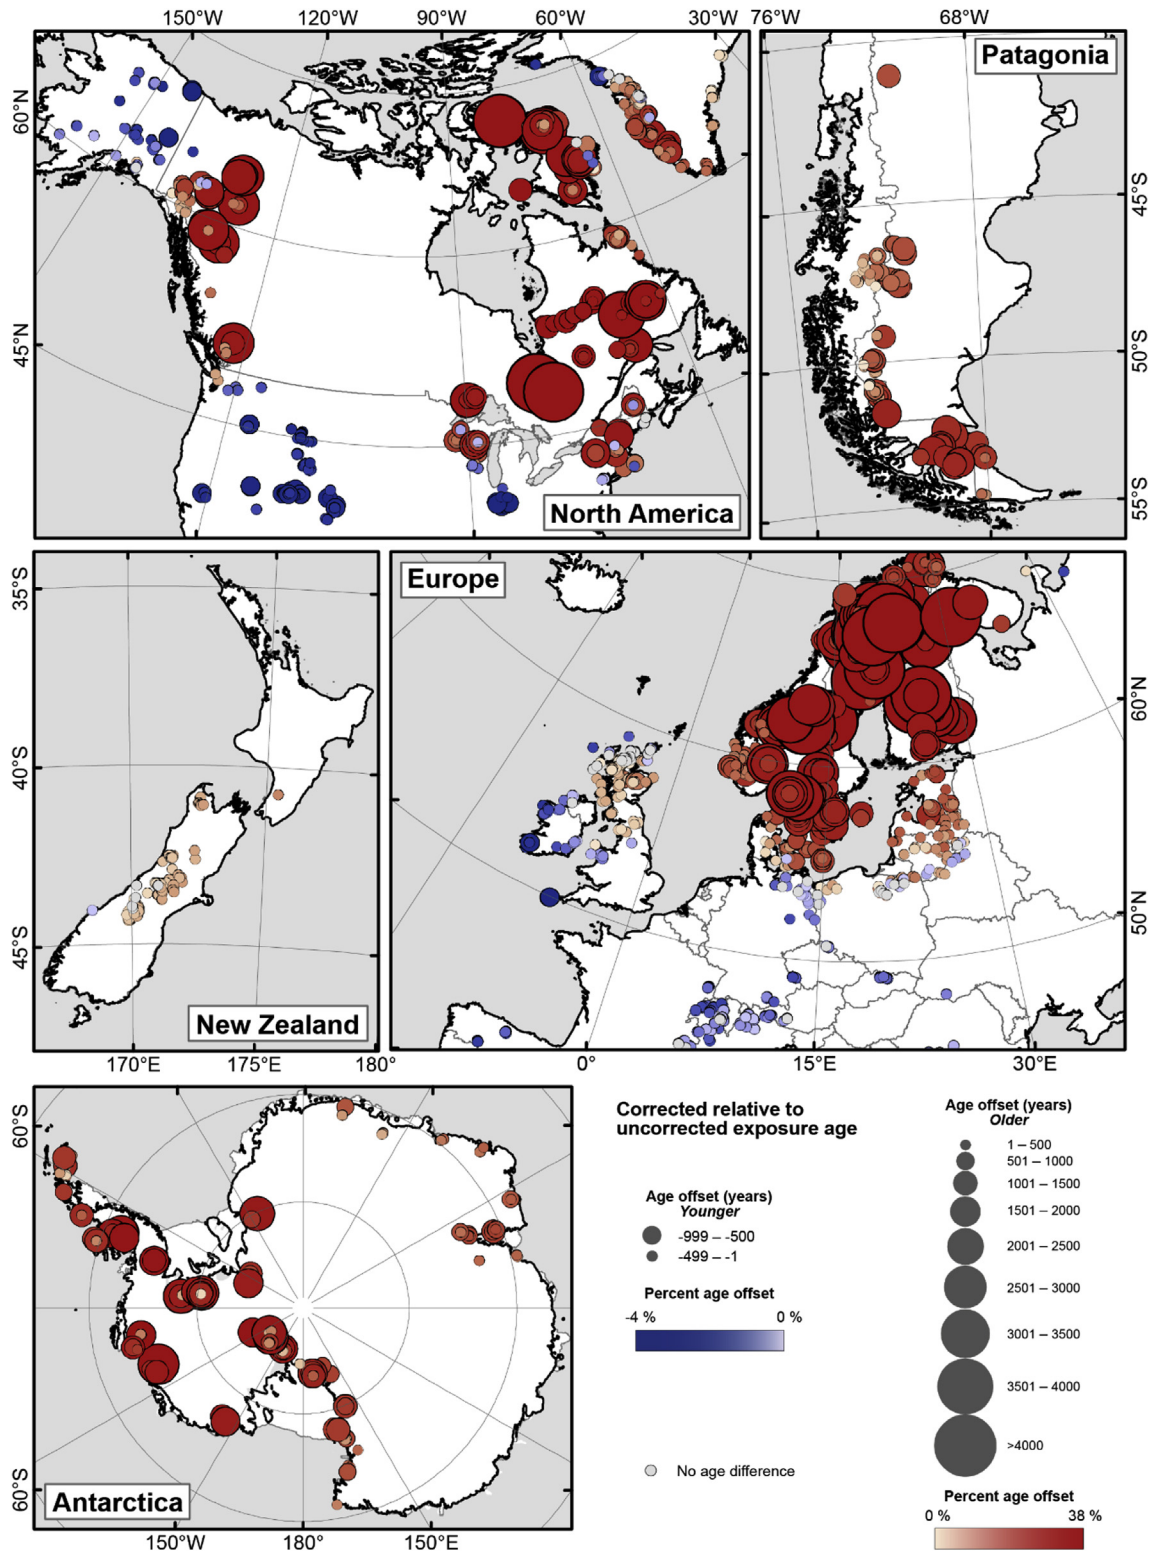 150°W 120°W 90°W 60°W 30°W 76°W 68°W
Patagonia
60°N
45°N
45°S
50°S
55°S
North America
35°S
40°S
45°S
New Zealand
170°E 175°E 180°
Europe
60°N
50°N
0° 15°E 30°E
60°S
60°S
Antarctica
150°W 180° 150°E
Corrected relative to
uncorrected exposure age
Age offset (years)
Younger
-999 – -500
-499 – -1
Percent age offset
-4 % 0 %
No age difference
Age offset (years)
Older
1 – 500
501 – 1000
1001 – 1500
1501 – 2000
2001 – 2500
2501 – 3000
3001 – 3500
3501 – 4000
>4000
Percent age offset
0 % 38 %